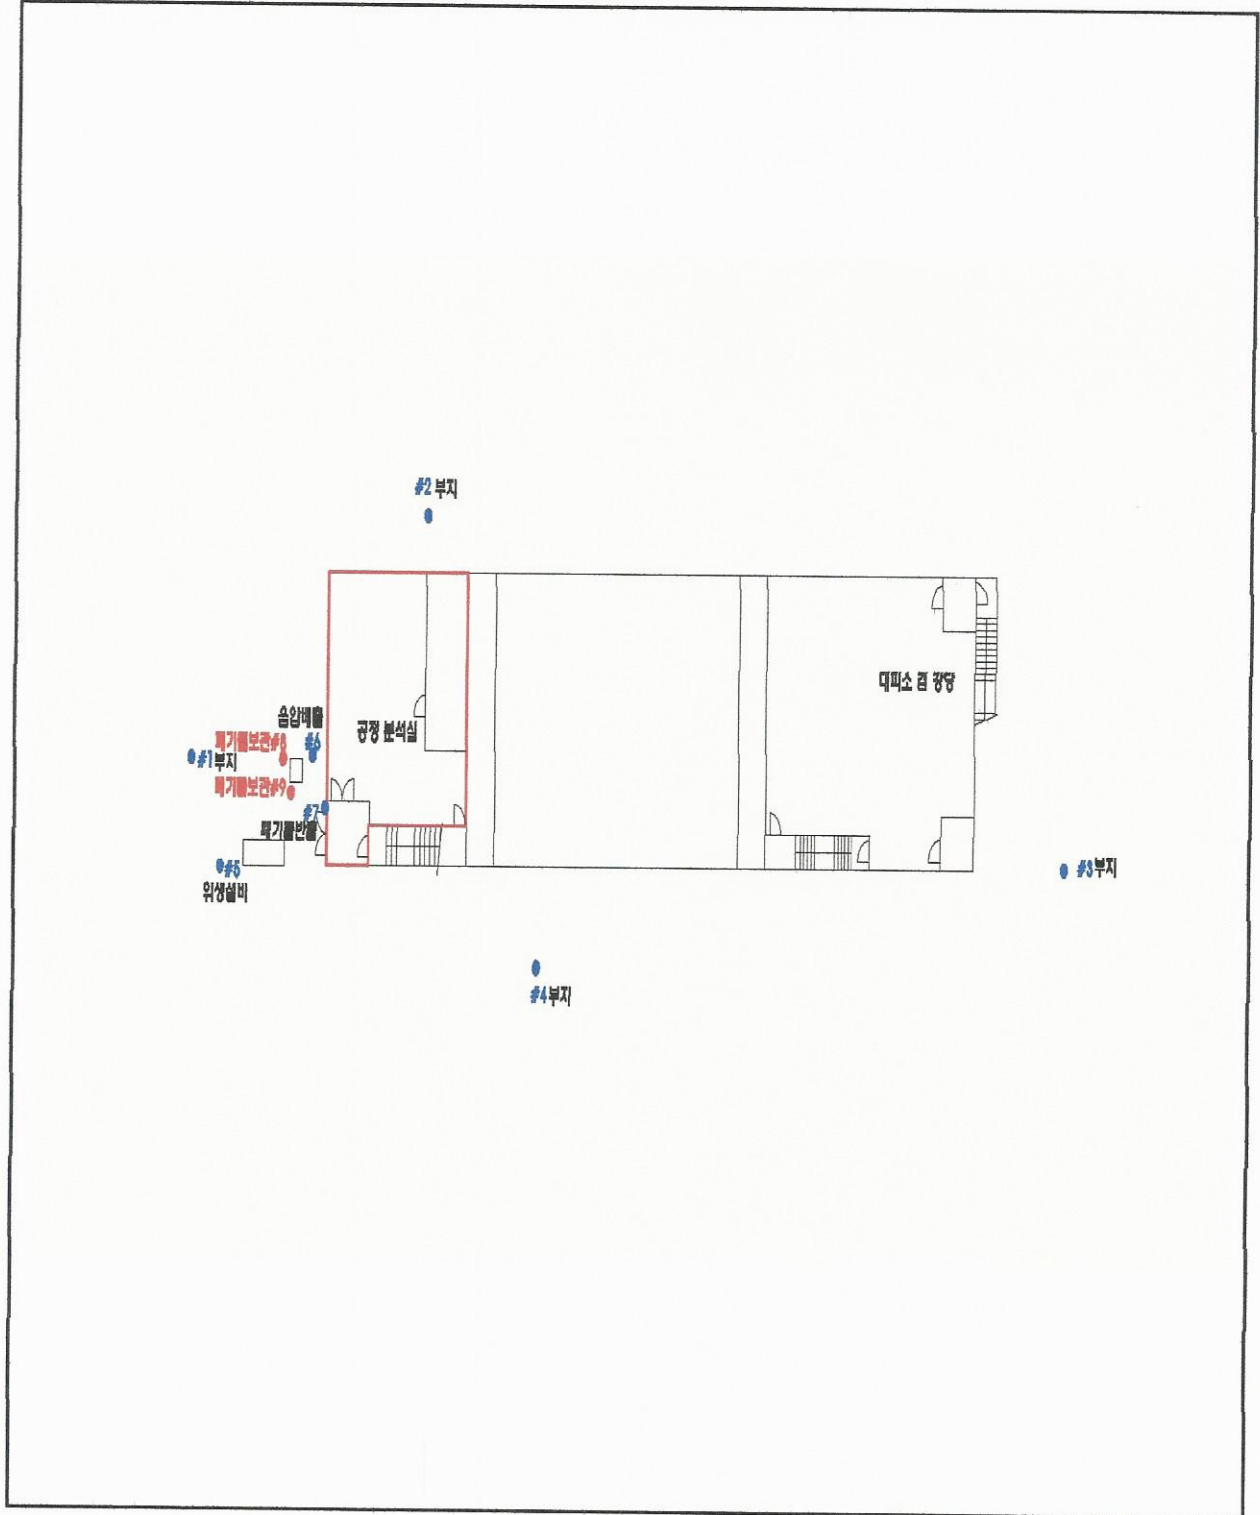 #2 부지
대피소 겸 강당
음압배출
공정 분석실
폐기물보관#8
#6
#1 부지
폐기물보관#9
#7
폐기물반출
#5
위생설비
#3 부지
#4 부지